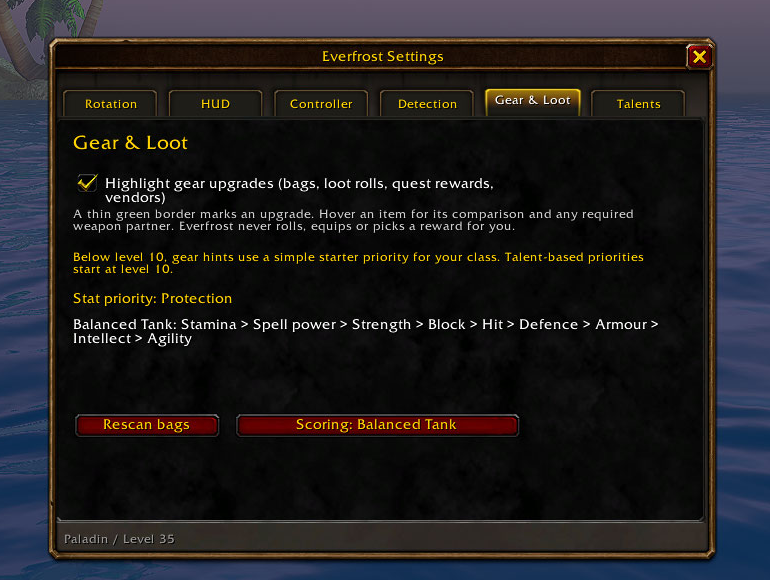 Everfrost Settings
Rotation
HUD
Controller
Detection
Gear & Loot
Talents
Gear & Loot
Highlight gear upgrades (bags, loot rolls, quest rewards,
vendors)
A thin green border marks an upgrade. Hover an item for its comparison and any required
weapon partner. Everfrost never rolls, equips or picks a reward for you.
Below level 10, gear hints use a simple starter priority for your class. Talent-based priorities
start at level 10.
Stat priority: Protection
Balanced Tank: Stamina > Spell power > Strength > Block > Hit > Defence > Armour >
Intellect > Agility
Rescan bags
Scoring: Balanced Tank
Paladin / Level 35